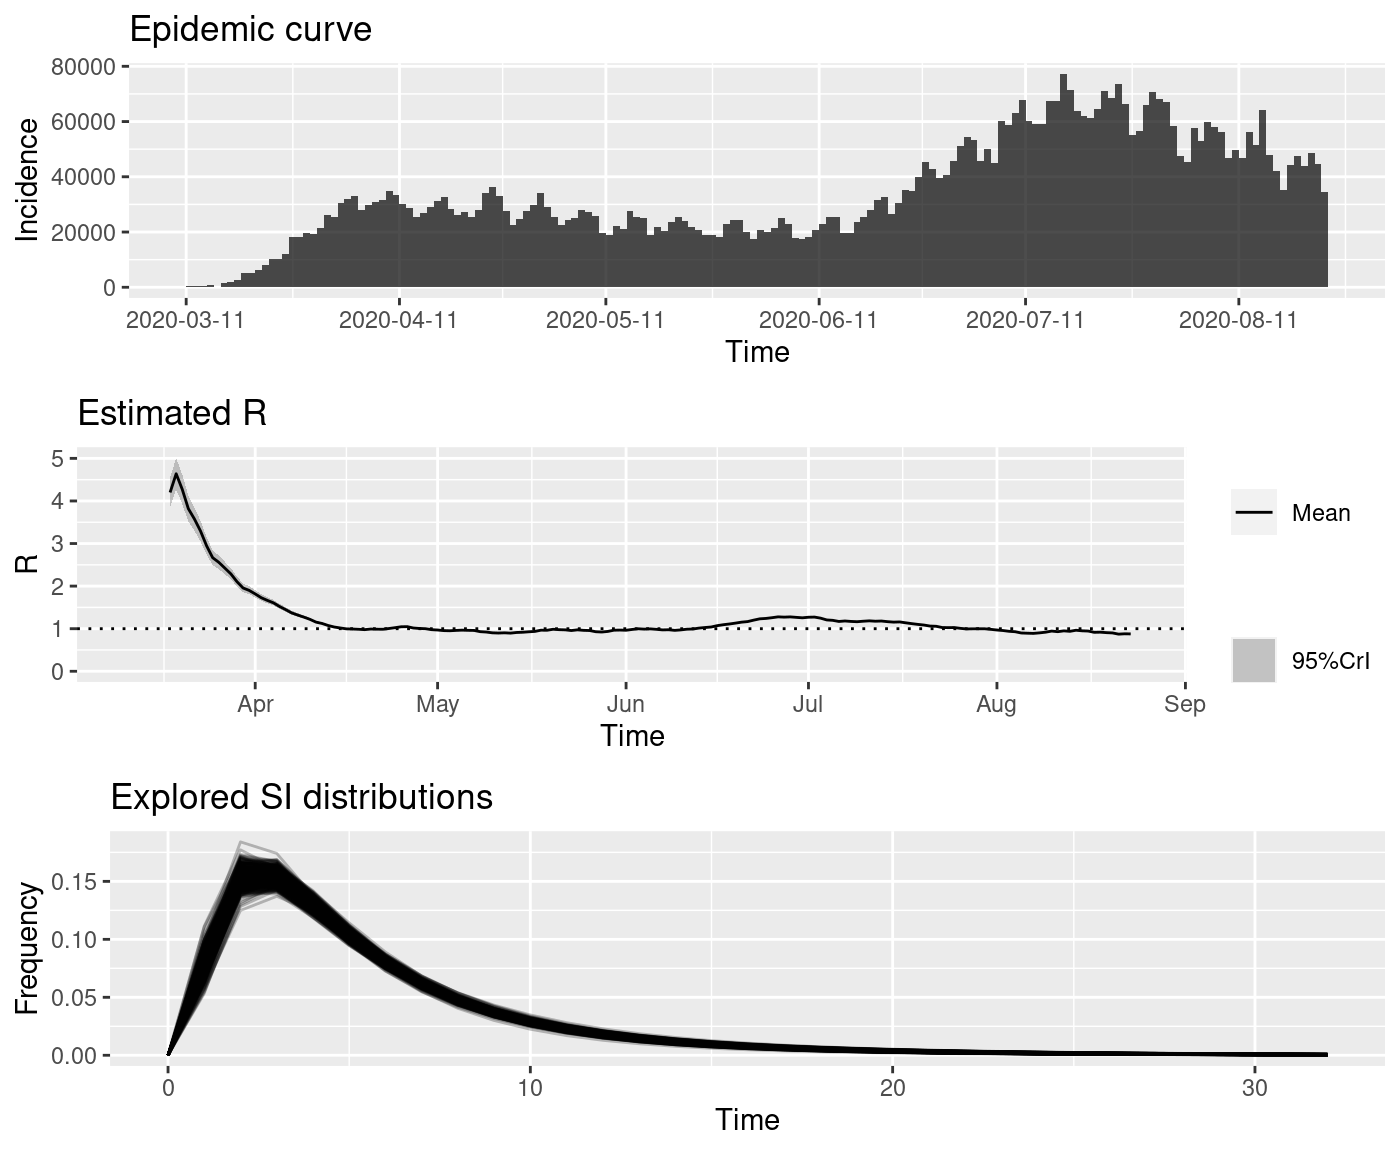 Epidemic curve
80000
60000
40000
20000
0
Incidence
2020-03-11 2020-04-11 2020-05-11 2020-06-11 2020-07-11 2020-08-11
Time
Estimated R
5
4
3
2
1
0
R
Apr May Jun Jul Aug Sep
Time
Mean
95%CrI
Explored SI distributions
0.15
0.10
0.05
0.00
Frequency
0 10 20 30
Time